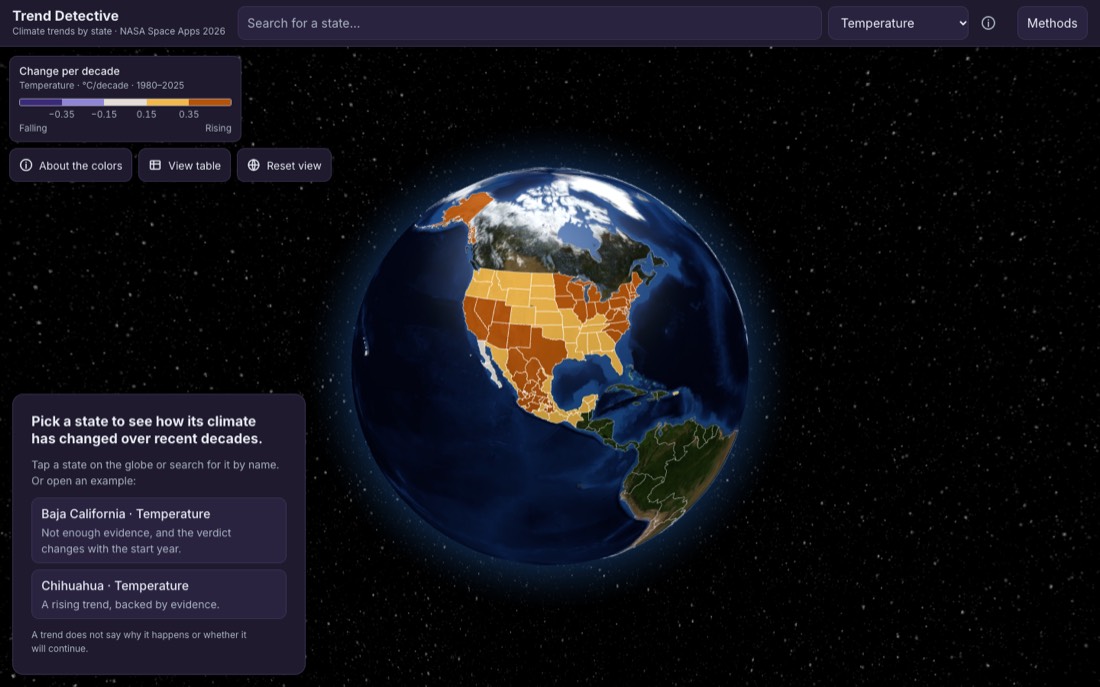 Trend Detective
Climate trends by state · NASA Space Apps 2026
Search for a state...
Temperature
Methods
Change per decade
Temperature · °C/decade · 1980–2025
−0.35 −0.15 0.15 0.35
Falling Rising
About the colors
View table
Reset view
Pick a state to see how its climate
has changed over recent decades.
Tap a state on the globe or search for it by name.
Or open an example:
Baja California · Temperature
Not enough evidence, and the verdict
changes with the start year.
Chihuahua · Temperature
A rising trend, backed by evidence.
A trend does not say why it happens or whether it
will continue.